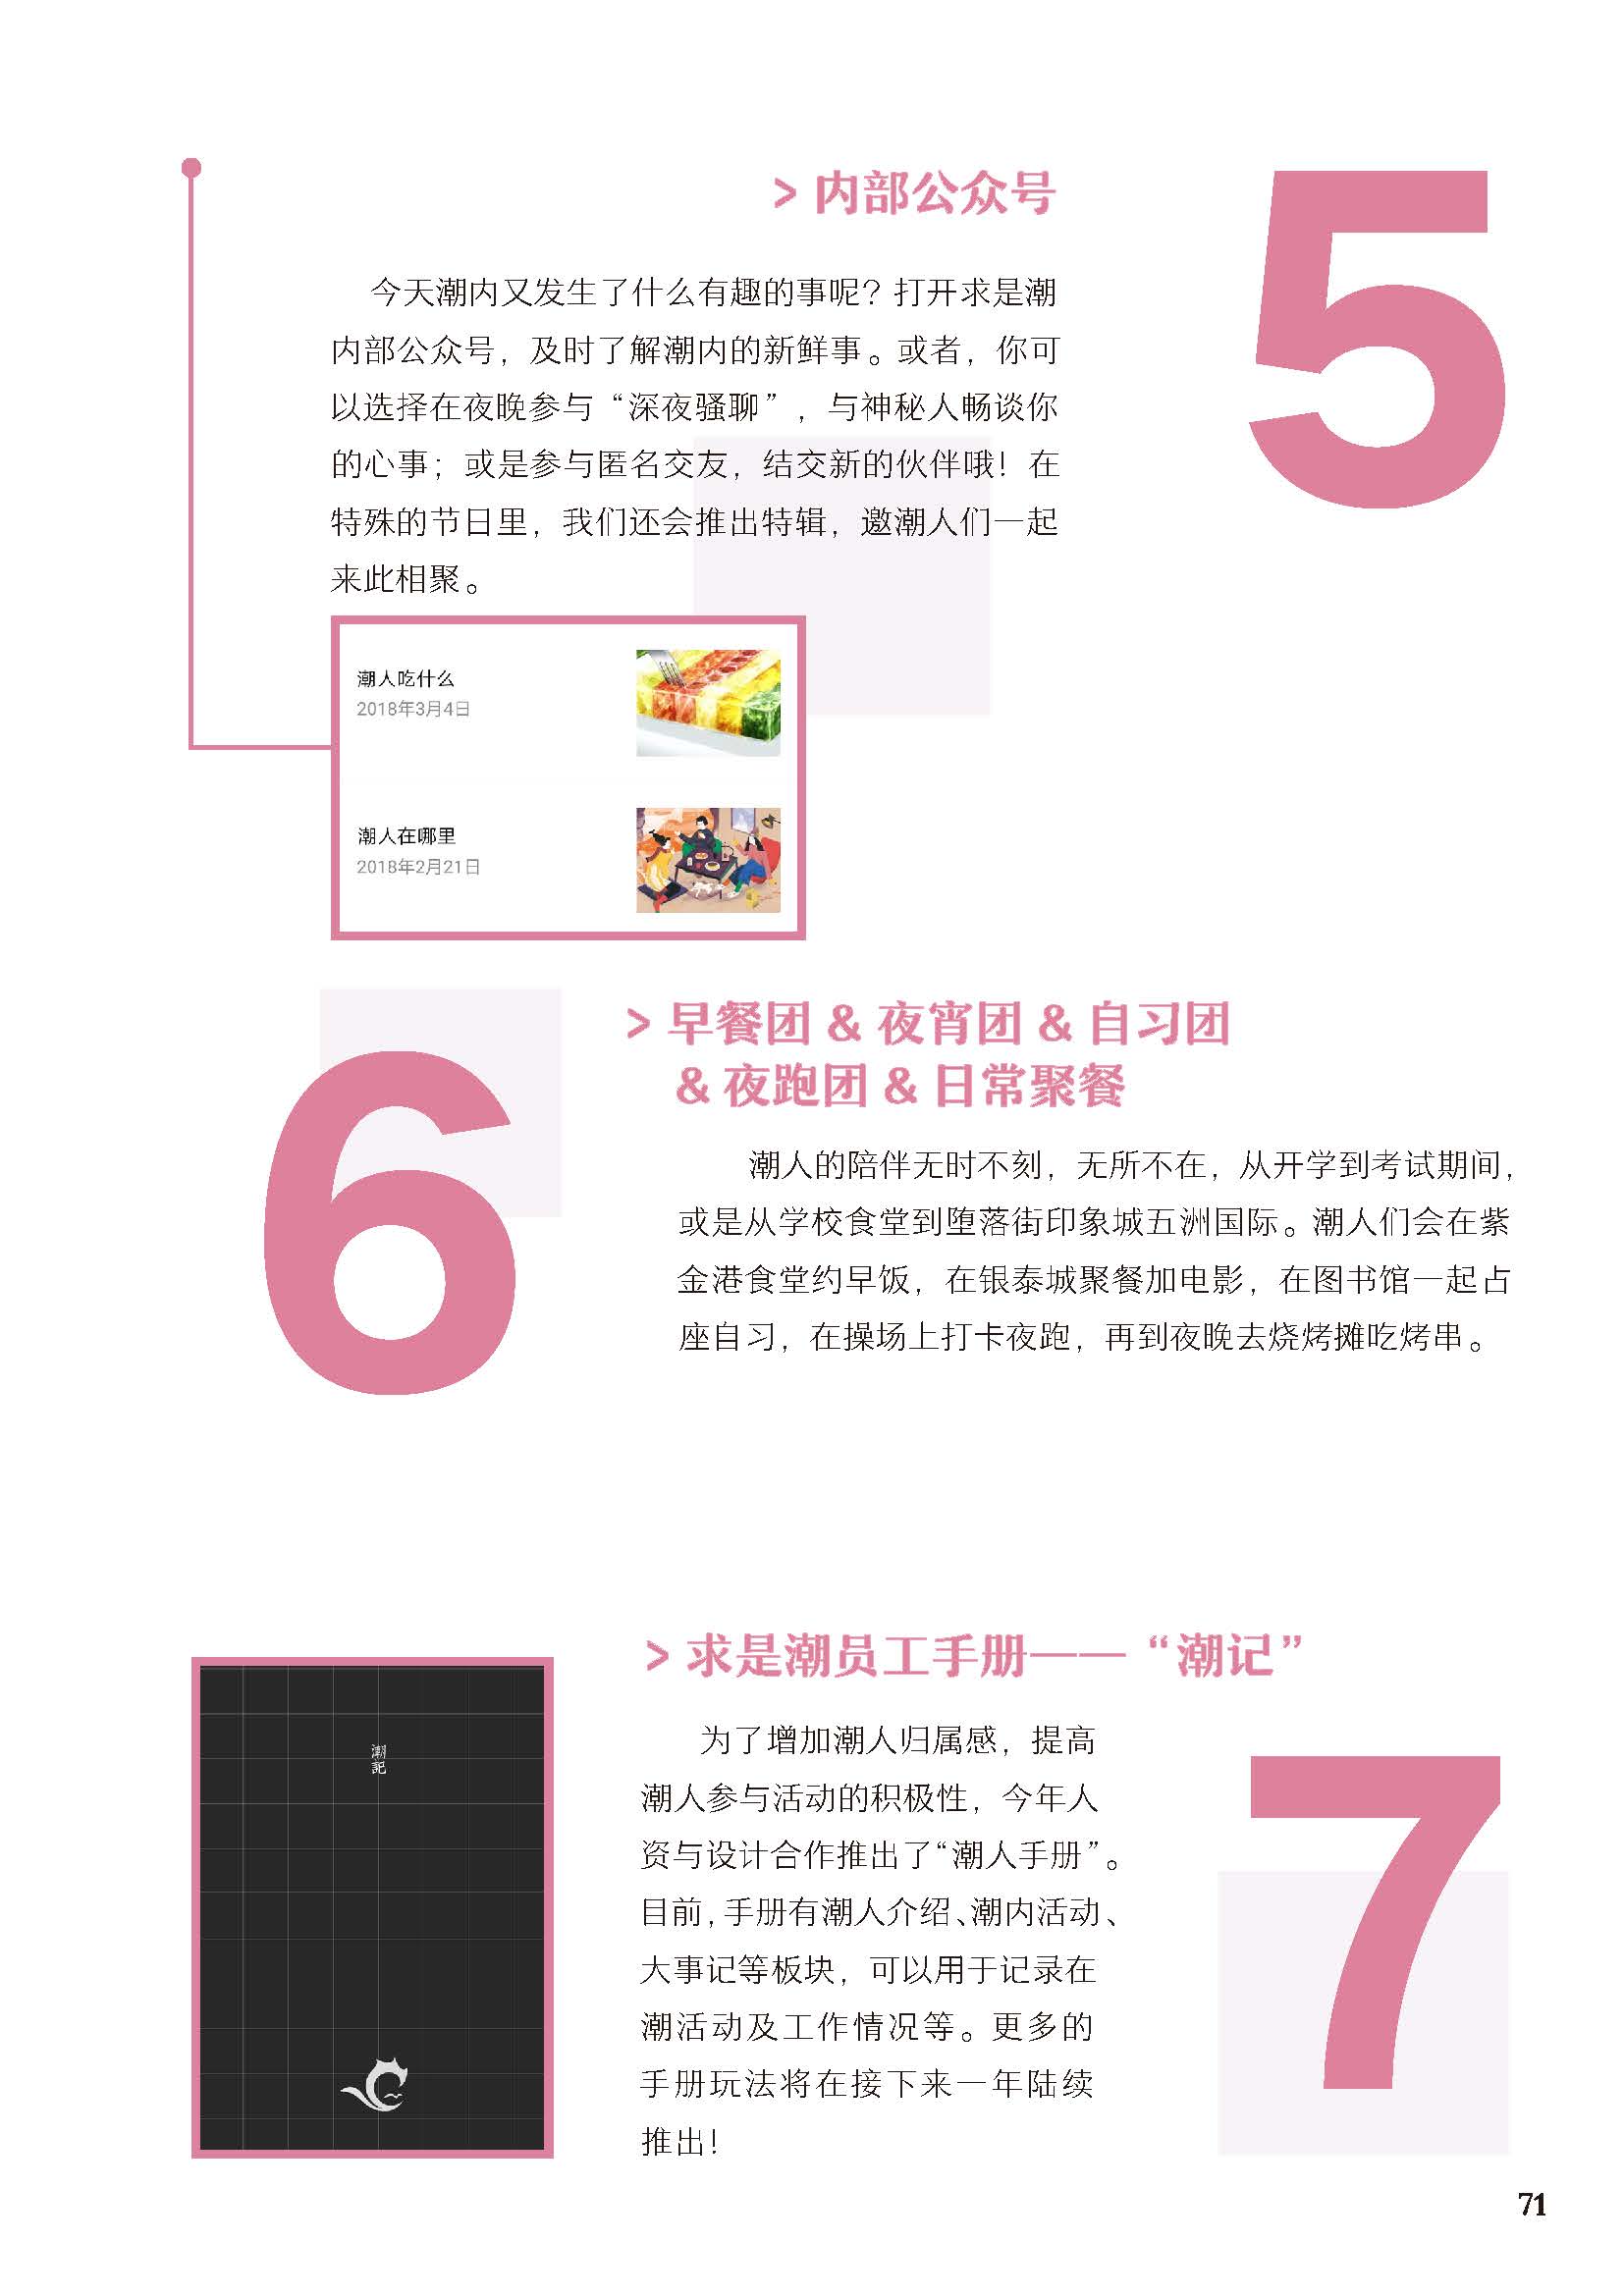 5
> 内部公众号
今天潮内又发生了什么有趣的事呢？打开求是潮
内部公众号，及时了解潮内的新鲜事。或者，你可
以选择在夜晚参与“深夜骚聊”，与神秘人畅谈你
的心事；或是参与匿名交友，结交新的伙伴哦！在
特殊的节日里，我们还会推出特辑，邀潮人们一起
来此相聚。
潮人吃什么
2018年3月4日
潮人在哪里
2018年2月21日
6
> 早餐团 & 夜宵团 & 自习团
& 夜跑团 & 日常聚餐
潮人的陪伴无时不刻，无所不在，从开学到考试期间，
或是从学校食堂到堕落街印象城五洲国际。潮人们会在紫
金港食堂约早饭，在银泰城聚餐加电影，在图书馆一起占
座自习，在操场上打卡夜跑，再到夜晚去烧烤摊吃烤串。
> 求是潮员工手册——“潮记”
为了增加潮人归属感，提高
潮人参与活动的积极性，今年人
资与设计合作推出了“潮人手册”。
目前，手册有潮人介绍、潮内活动、
大事记等板块，可以用于记录在
潮活动及工作情况等。更多的
手册玩法将在接下来一年陆续
推出！
7
潮記
71